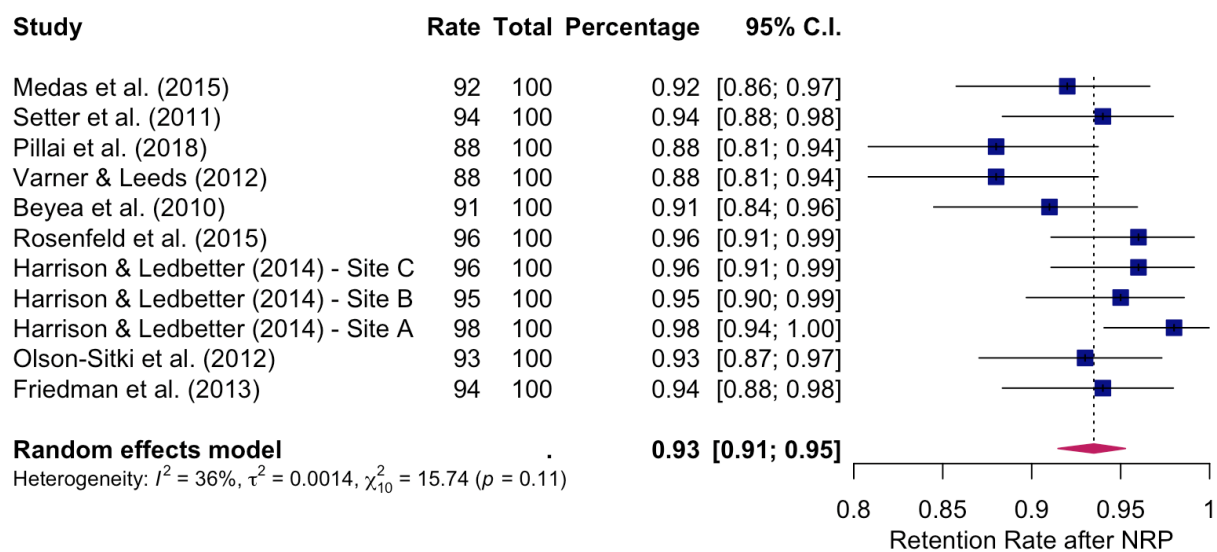 Study Rate Total Percentage 95% C.I.
Medas et al. (2015) 92 100 0.92 [0.86; 0.97]
Setter et al. (2011) 94 100 0.94 [0.88; 0.98]
Pillai et al. (2018) 88 100 0.88 [0.81; 0.94]
Varner & Leeds (2012) 88 100 0.88 [0.81; 0.94]
Beyea et al. (2010) 91 100 0.91 [0.84; 0.96]
Rosenfeld et al. (2015) 96 100 0.96 [0.91; 0.99]
Harrison & Ledbetter (2014) - Site C 96 100 0.96 [0.91; 0.99]
Harrison & Ledbetter (2014) - Site B 95 100 0.95 [0.90; 0.99]
Harrison & Ledbetter (2014) - Site A 98 100 0.98 [0.94; 1.00]
Olson-Sitki et al. (2012) 93 100 0.93 [0.87; 0.97]
Friedman et al. (2013) 94 100 0.94 [0.88; 0.98]
Random effects model . 0.93 [0.91; 0.95]
Heterogeneity: I² = 36%, τ² = 0.0014, χ²₁₀ = 15.74 (p = 0.11)
0.8 0.85 0.9 0.95 1
Retention Rate after NRP